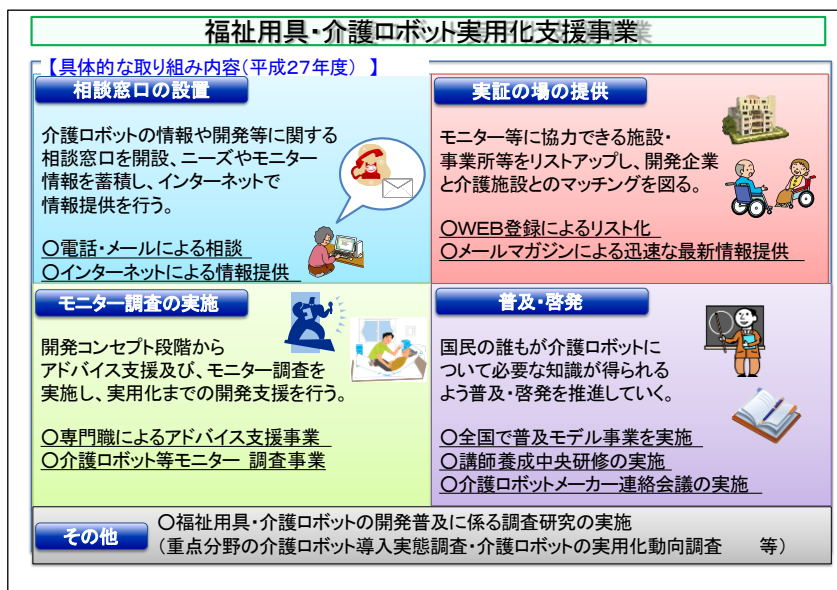 福祉用具・介護ロボット実用化支援事業
【具体的な取り組み内容(平成27年度) 】
相談窓口の設置
介護ロボットの情報や開発等に関する
相談窓口を開設、ニーズやモニター
情報を蓄積し、インターネットで
情報提供を行う。
○電話・メールによる相談
○インターネットによる情報提供
実証の場の提供
モニター等に協力できる施設・
事業所等をリストアップし、開発企業
と介護施設とのマッチングを図る。
○WEB登録によるリスト化
○メールマガジンによる迅速な最新情報提供
モニター調査の実施
開発コンセプト段階から
アドバイス支援及び、モニター調査を
実施し、実用化までの開発支援を行う。
○専門職によるアドバイス支援事業
○介護ロボット等モニター 調査事業
普及・啓発
国民の誰もが介護ロボットに
ついて必要な知識が得られる
よう普及・啓発を推進していく。
○全国で普及モデル事業を実施
○講師養成中央研修の実施
○介護ロボットメーカー連絡会議の実施
その他
○福祉用具・介護ロボットの開発普及に係る調査研究の実施
(重点分野の介護ロボット導入実態調査・介護ロボットの実用化動向調査 等)